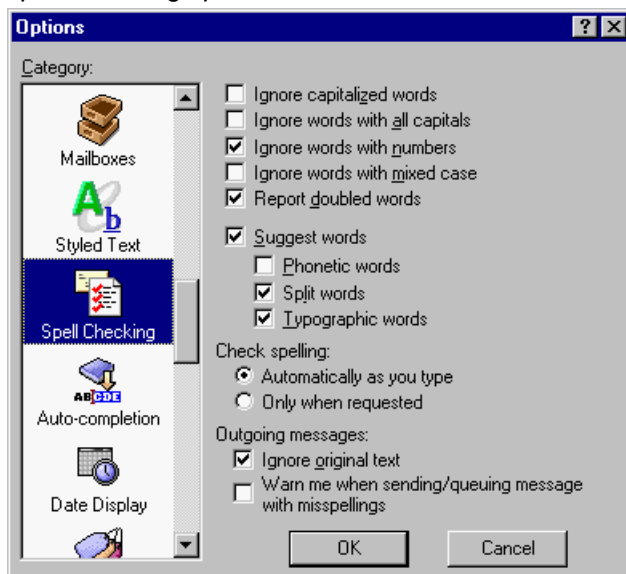 Options
Category:
Mailboxes
Styled Text
Spell Checking
Auto-completion
Date Display
Ignore capitalized words
Ignore words with all capitals
Ignore words with numbers
Ignore words with mixed case
Report doubled words
Suggest words
Phonetic words
Split words
Typographic words
Check spelling:
Automatically as you type
Only when requested
Outgoing messages:
Ignore original text
Warn me when sending/queuing message
with misspellings
OK
Cancel